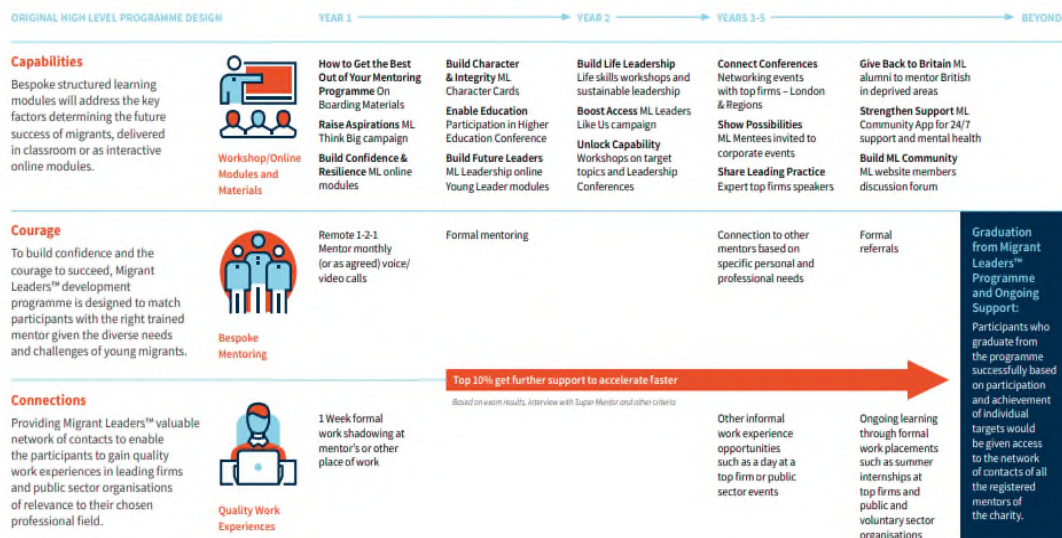 ORIGINAL HIGH LEVEL PROGRAMME DESIGN
YEAR 1
YEAR 2
YEARS 3-5
BEYOND
Capabilities
Bespoke structured learning
modules will address the key
factors determining the future
success of migrants, delivered
in classroom or as interactive
online modules.
Workshop/Online
Modules and
Materials
How to Get the Best
Out of Your Mentoring
Programme On
Boarding Materials
Raise Aspirations ML
Think Big campaign
Build Confidence &
Resilience ML online
modules
Build Character
& Integrity ML
Character Cards
Enable Education
Participation in Higher
Education Conference
Build Future Leaders
ML Leadership online
Young Leader modules
Build Life Leadership
Life skills workshops and
sustainable leadership
Boost Access ML Leaders
Like Us campaign
Unlock Capability
Workshops on target
topics and Leadership
Conferences
Connect Conferences
Networking events
with top firms – London
& Regions
Show Possibilities
ML Mentees invited to
corporate events
Share Leading Practice
Expert top firms speakers
Give Back to Britain ML
alumni to mentor British
in deprived areas
Strengthen Support ML
Community App for 24/7
support and mental health
Build ML Community
ML website members
discussion forum
Courage
To build confidence and the
courage to succeed, Migrant
Leaders™ development
programme is designed to match
participants with the right trained
mentor given the diverse needs
and challenges of young migrants.
Bespoke
Mentoring
Remote 1-2-1
Mentor monthly
(or as agreed) voice/
video calls
Formal mentoring
Connection to other
mentors based on
specific personal and
professional needs
Formal
referrals
Top 10% get further support to accelerate faster
Based on exam results, interview with Super Mentor and other criteria
Connections
Providing Migrant Leaders™ valuable
network of contacts to enable
the participants to gain quality
work experiences in leading firms
and public sector organisations
of relevance to their chosen
professional field.
Quality Work
Experiences
1 Week formal
work shadowing at
mentor's or other
place of work
Other informal
work experience
opportunities
such as a day at a
top firm or public
sector events
Ongoing learning
through formal
work placements
such as summer
internships at
top firms and
public and
voluntary sector
organisations
Graduation
from Migrant
Leaders™
Programme
and Ongoing
Support:
Participants who
graduate from
the programme
successfully based
on participation
and achievement
of individual
targets would
be given access
to the network
of contacts of all
the registered
mentors of
the charity.